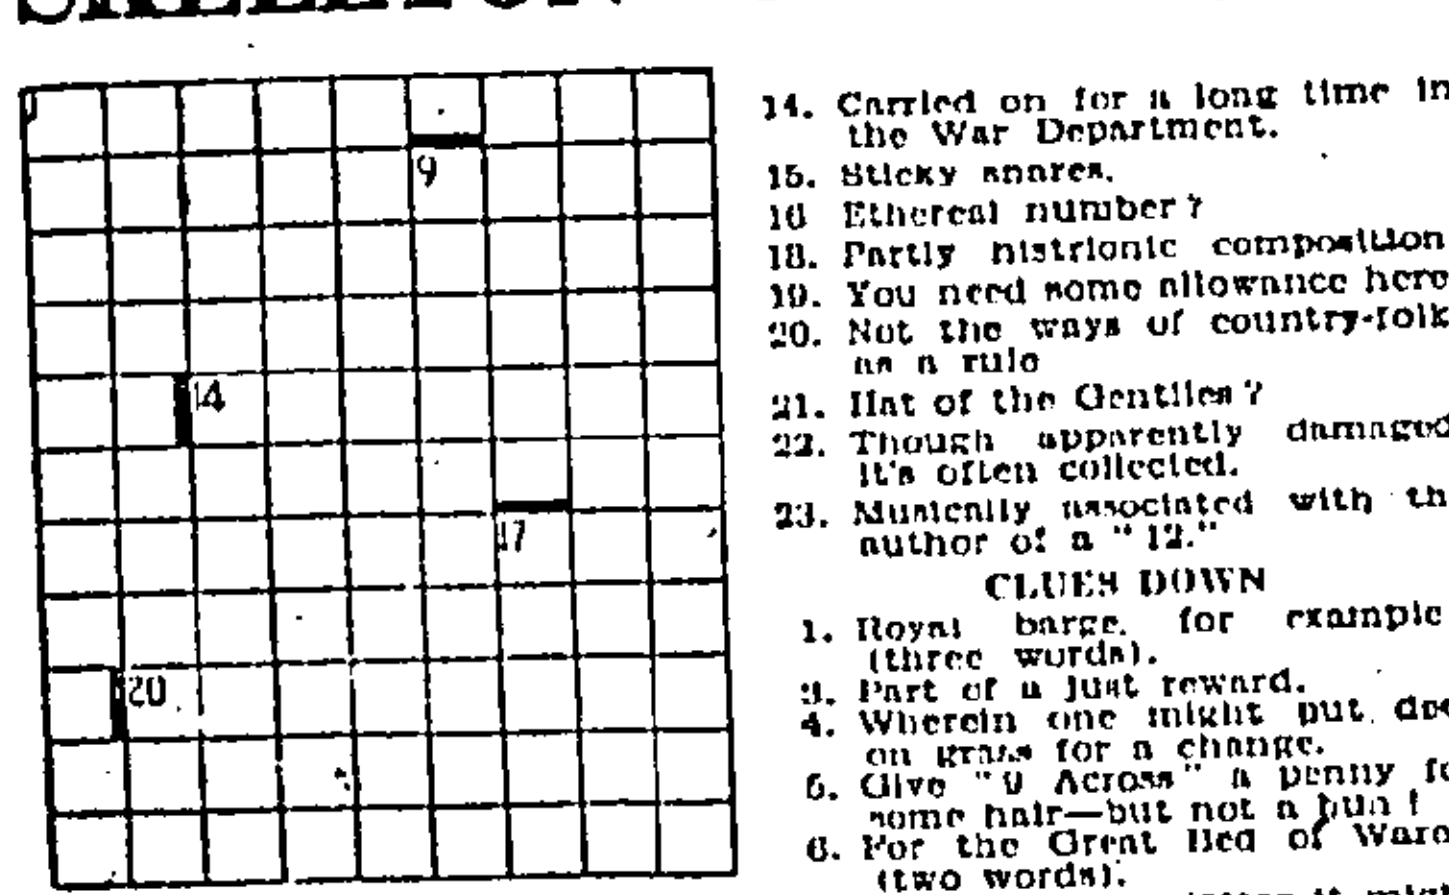 SKELETON
9
14
17
20
14. Carried on for a long time in
the War Department.
15. Sticky snares.
16 Ethereal number?
18. Partly histrionic composition
19. You need some allowance here
20. Not the ways of country-folk
as a rule
21. Hat of the Gentiles?
22. Though apparently damaged
it's often collected.
23. Musically associated with th
author of a "12."
CLUES DOWN
1. Royal barge, for example
(three words).
3. Part of a just reward.
4. Wherein one might put
on grass for a change.
5. Give "9 Across" a penny fo
some hair—but not a bun!
6. For the Great Bed of Ware
(two words).